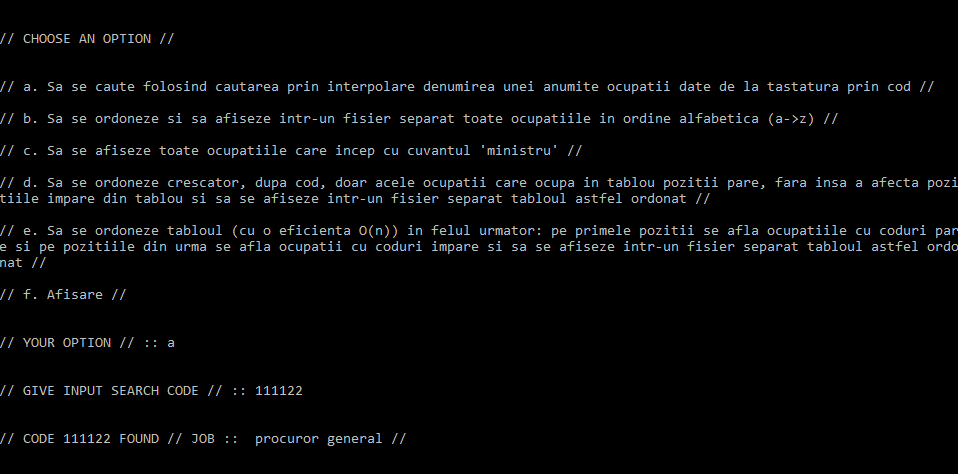 // CHOOSE AN OPTION //
// a. Sa se caute folosind cautarea prin interpolare denumirea unei anumite ocupatii date de la tastatura prin cod //
// b. Sa se ordoneze si sa afiseze intr-un fisier separat toate ocupatiile in ordine alfabetica (a->z) //
// c. Sa se afiseze toate ocupatiile care incep cu cuvantul 'ministru' //
// d. Sa se ordoneze crescator, dupa cod, doar acele ocupatii care ocupa in tablou pozitii pare, fara insa a afecta pozi
tiile impare din tablou si sa se afiseze intr-un fisier separat tabloul astfel ordonat //
// e. Sa se ordoneze tabloul (cu o eficienta O(n)) in felul urmator: pe primele pozitii se afla ocupatiile cu coduri par
e si pe pozitiile din urma se afla ocupatii cu coduri impare si sa se afiseze intr-un fisier separat tabloul astfel ordo
nat //
// f. Afisare //
// YOUR OPTION // :: a
// GIVE INPUT SEARCH CODE // :: 111122
// CODE 111122 FOUND // JOB ::  procuror general //